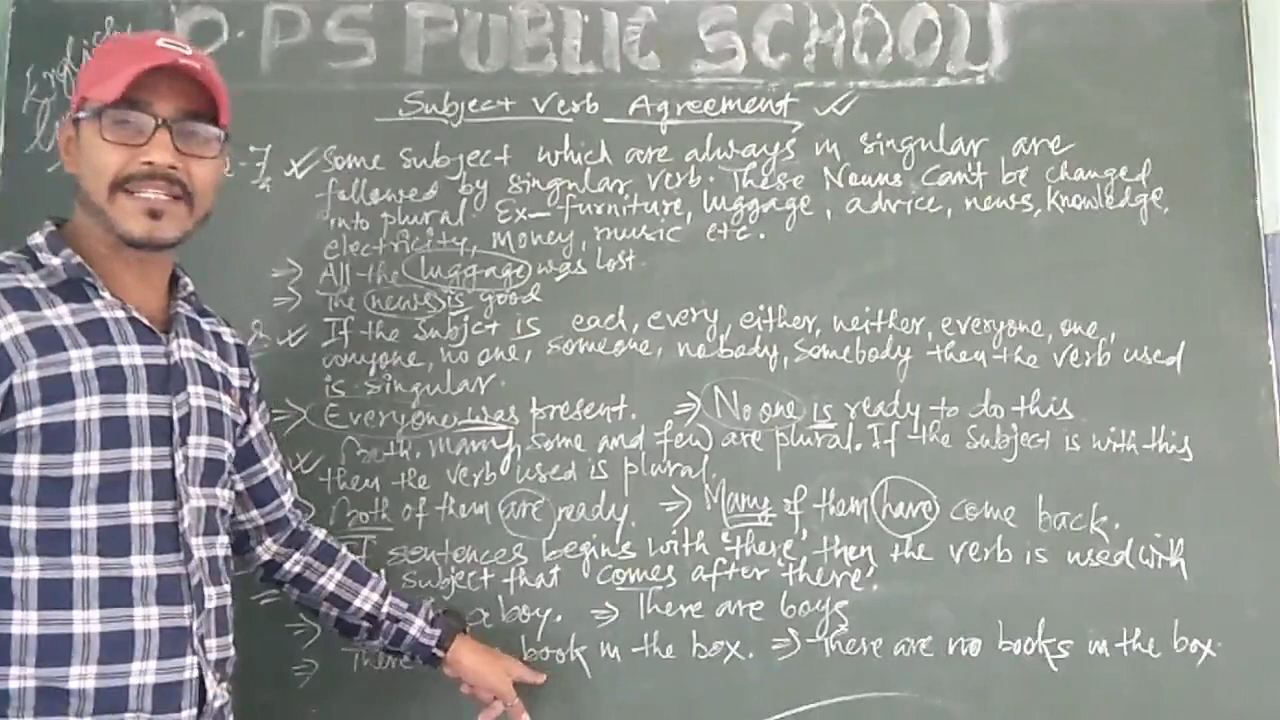 P. PS PUBLIC SCHOOL
English
Subject Verb Agreement
7 Some Subject which are always in singular are
followed by singular verb. These Nouns can't be changed
into plural. Ex- furniture, luggage, advice, news, knowledge,
electricity, money, music etc.
⇒ All the luggage was lost.
⇒ The news is good
8 If the Subject is each, every, either, neither, everyone, one,
anyone, no one, someone, nobody, somebody then the verb used
is singular.
⇒ Everyone was present. ⇒ No one is ready to do this
Both, many, some and few are plural. If the Subject is with this
then the verb used is plural.
Both of them are ready. ⇒ Many of them have come back.
If sentences begins with 'there', then the verb is used with
subject that comes after 'there'.
⇒ a boy. ⇒ There are boys
⇒ There book in the box. ⇒ There are no books in the box.